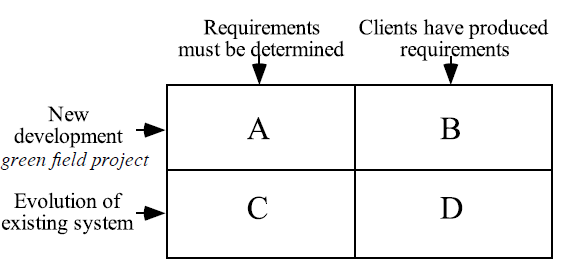 Requirements
must be determined
Clients have produced
requirements
New
development
green field project
A
B
Evolution of
existing system
C
D